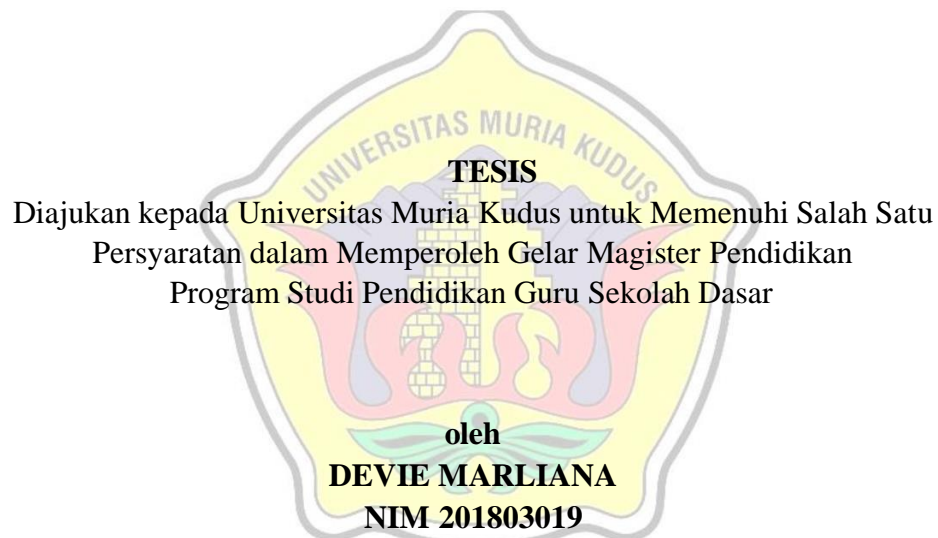 UNIVERSITAS MURIA KUDUS
TESIS
Diajukan kepada Universitas Muria Kudus untuk Memenuhi Salah Satu
Persyaratan dalam Memperoleh Gelar Magister Pendidikan
Program Studi Pendidikan Guru Sekolah Dasar
oleh
DEVIE MARLIANA
NIM 201803019